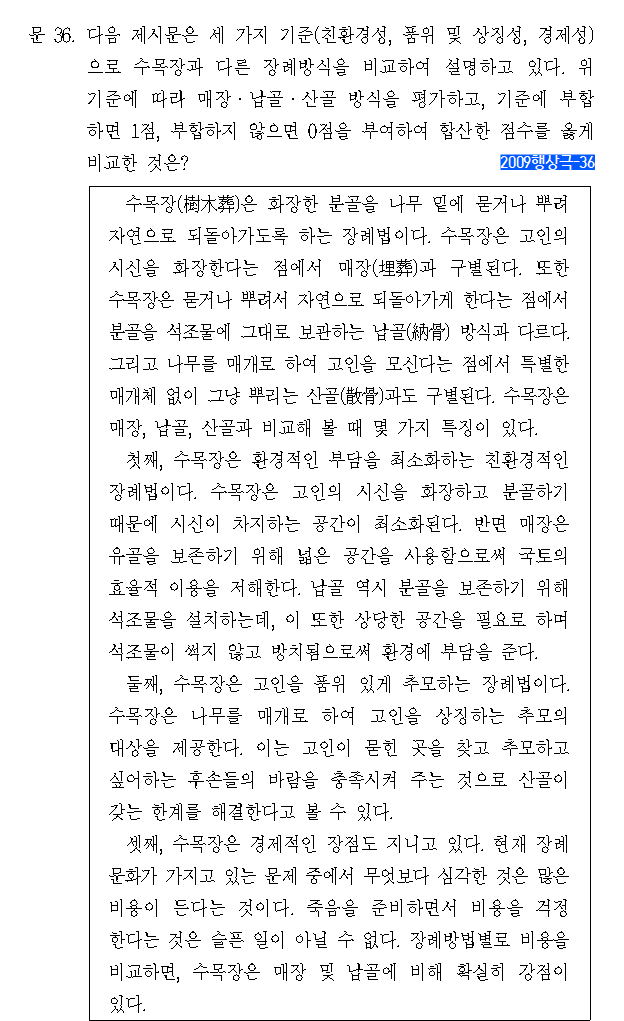 문 36. 다음 제시문은 세 가지 기준(친환경성, 품위 및 상징성, 경제성)
으로 수목장과 다른 장례방식을 비교하여 설명하고 있다. 위
기준에 따라 매장 · 납골 · 산골 방식을 평가하고, 기준에 부합
하면 1점, 부합하지 않으면 0점을 부여하여 합산한 점수를 옳게
비교한 것은? 2009행상극-36
수목장(樹木葬)은 화장한 분골을 나무 밑에 묻거나 뿌려
자연으로 되돌아가도록 하는 장례법이다. 수목장은 고인의
시신을 화장한다는 점에서 매장(埋葬)과 구별된다. 또한
수목장은 묻거나 뿌려서 자연으로 되돌아가게 한다는 점에서
분골을 석조물에 그대로 보관하는 납골(納骨) 방식과 다르다.
그리고 나무를 매개로 하여 고인을 모신다는 점에서 특별한
매개체 없이 그냥 뿌리는 산골(散骨)과도 구별된다. 수목장은
매장, 납골, 산골과 비교해 볼 때 몇 가지 특징이 있다.
첫째, 수목장은 환경적인 부담을 최소화하는 친환경적인
장례법이다. 수목장은 고인의 시신을 화장하고 분골하기
때문에 시신이 차지하는 공간이 최소화된다. 반면 매장은
유골을 보존하기 위해 넓은 공간을 사용함으로써 국토의
효율적 이용을 저해한다. 납골 역시 분골을 보존하기 위해
석조물을 설치하는데, 이 또한 상당한 공간을 필요로 하며
석조물이 썩지 않고 방치됨으로써 환경에 부담을 준다.
둘째, 수목장은 고인을 품위 있게 추모하는 장례법이다.
수목장은 나무를 매개로 하여 고인을 상징하는 추모의
대상을 제공한다. 이는 고인이 묻힌 곳을 찾고 추모하고
싶어하는 후손들의 바람을 충족시켜 주는 것으로 산골이
갖는 한계를 해결한다고 볼 수 있다.
셋째, 수목장은 경제적인 장점도 지니고 있다. 현재 장례
문화가 가지고 있는 문제 중에서 무엇보다 심각한 것은 많은
비용이 든다는 것이다. 죽음을 준비하면서 비용을 걱정
한다는 것은 슬픈 일이 아닐 수 없다. 장례방법별로 비용을
비교하면, 수목장은 매장 및 납골에 비해 확실히 강점이
있다.